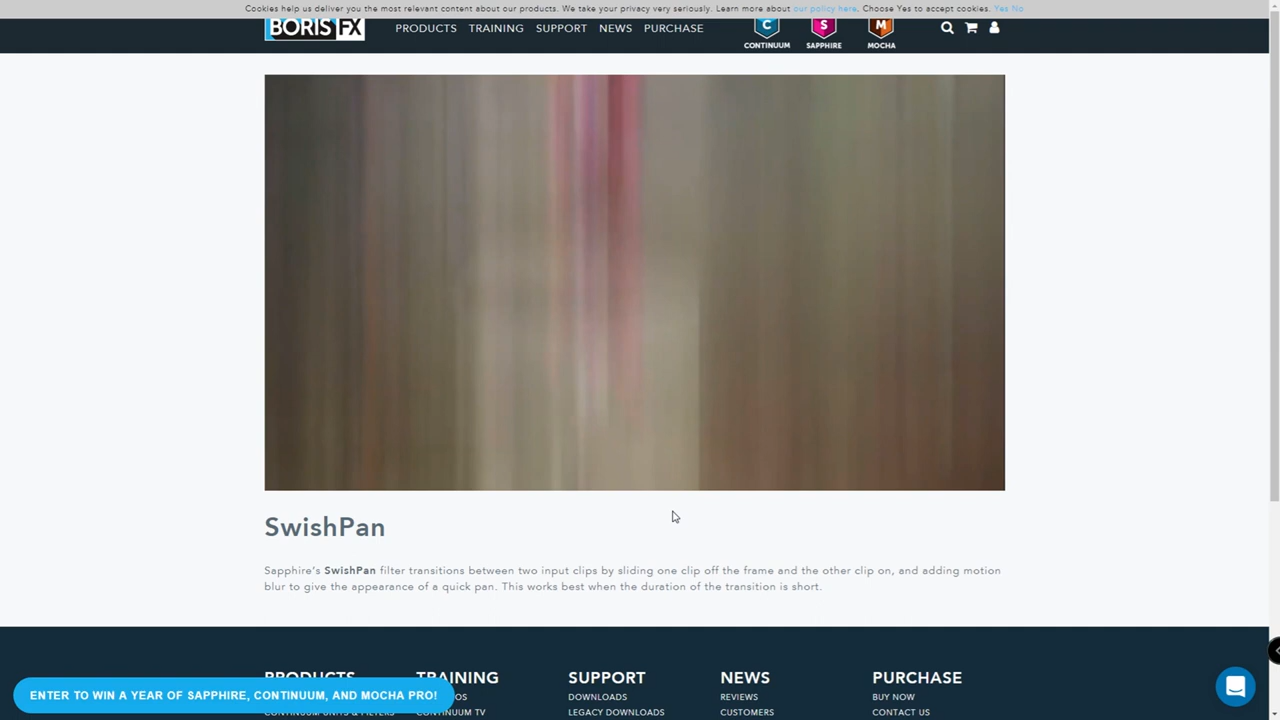 Cookies help us deliver you the most relevant content about our products. We take your privacy very seriously. Learn more about our policy here. Choose Yes to accept cookies. Yes No
BORIS FX
PRODUCTS TRAINING SUPPORT NEWS PURCHASE
C S M
CONTINUUM SAPPHIRE MOCHA
SwishPan
Sapphire's SwishPan filter transitions between two input clips by sliding one clip off the frame and the other clip on, and adding motion
blur to give the appearance of a quick pan. This works best when the duration of the transition is short.
PRODUCTS TRAINING SUPPORT NEWS PURCHASE
DOWNLOADS REVIEWS BUY NOW
ENTER TO WIN A YEAR OF SAPPHIRE, CONTINUUM, AND MOCHA PRO!
CONTINUUM UNITS & FILTERS CONTINUUM TV LEGACY DOWNLOADS CUSTOMERS CONTACT US